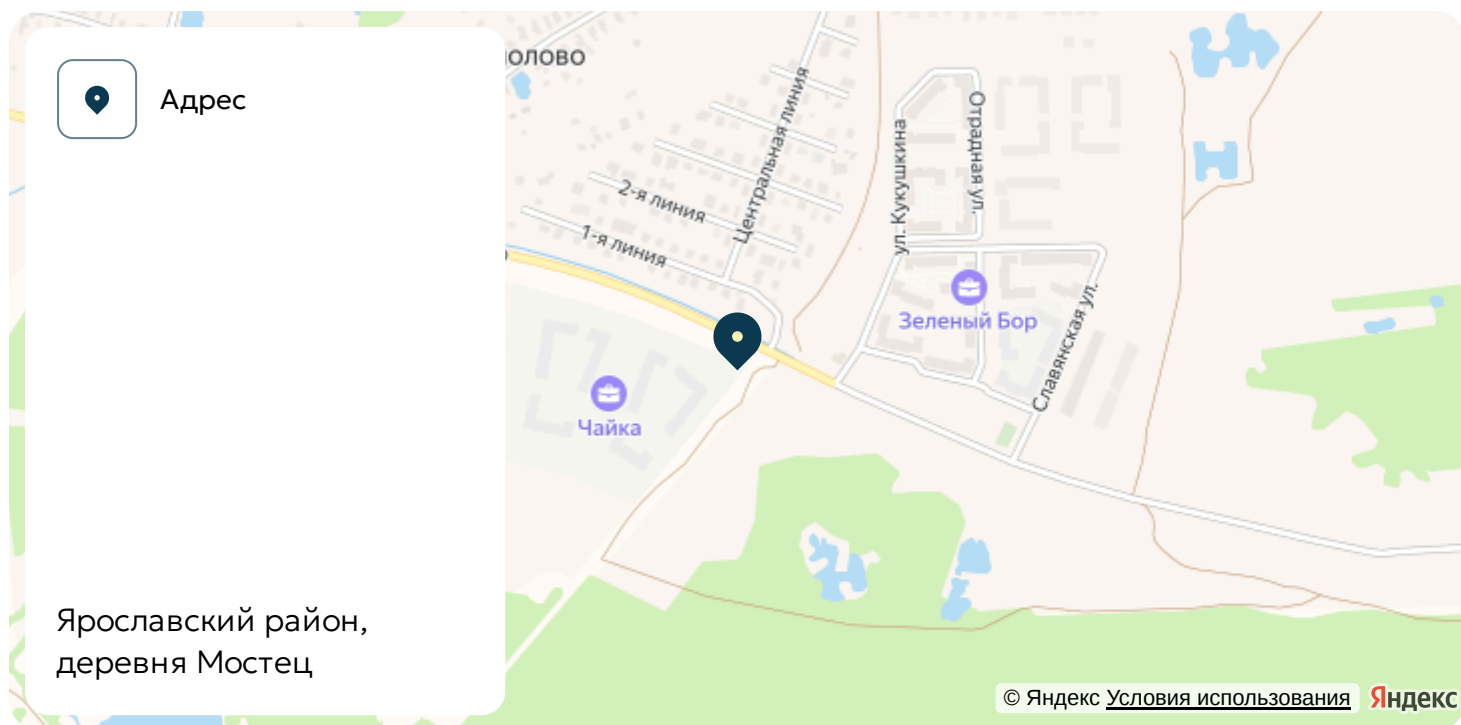 Адрес
Ярославский район,
деревня Мостец
Центральная линия
2-я линия
1-я линия
ул. Кукушкина
Отрадная ул.
Зеленый Бор
Славянская ул.
Чайка
© Яндекс Условия использования
Яндекс